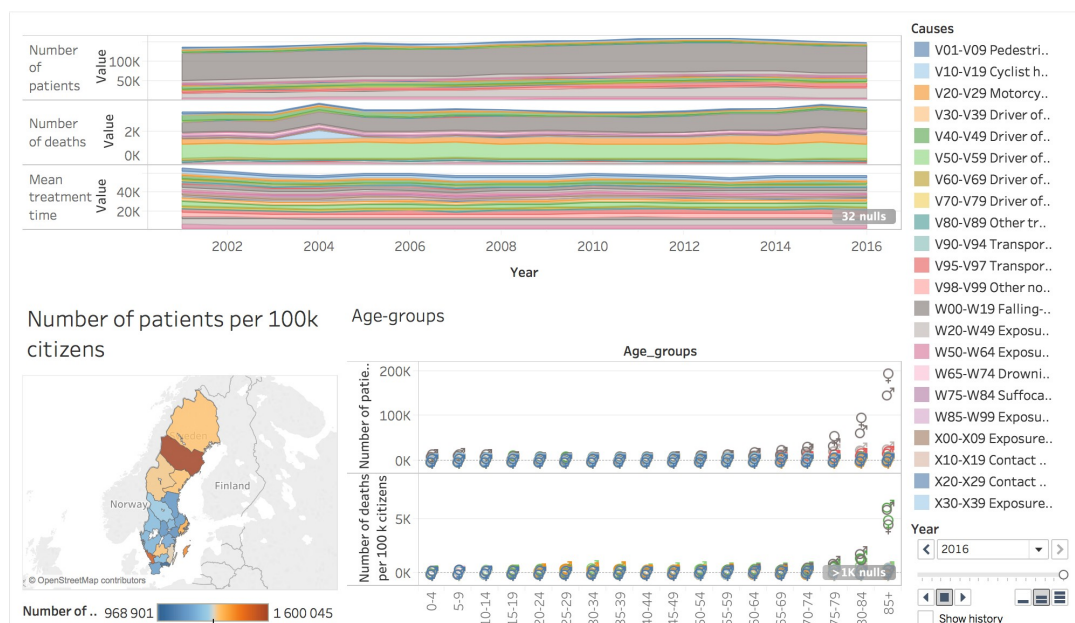 Number
of
patients
Value
100K
50K
Number
of deaths
Value
2K
0K
Mean
treatment
time
Value
40K
20K
32 nulls
2002
2004
2006
2008
2010
2012
2014
2016
Year
Number of patients per 100k
citizens
Sweden
Norway
Finland
© OpenStreetMap contributors
Number of .. 968 901 1 600 045
Age-groups
Age_groups
Number of patie..
200K
100K
0K
Number of deaths
per 100 k citizens
5K
0K
>1K nulls
0-4
5-9
10-14
15-19
20-24
25-29
30-34
35-39
40-44
45-49
50-54
55-59
60-64
65-69
70-74
75-79
80-84
85+
Causes
V01-V09 Pedestri..
V10-V19 Cyclist h..
V20-V29 Motorcy..
V30-V39 Driver of..
V40-V49 Driver of..
V50-V59 Driver of..
V60-V69 Driver of..
V70-V79 Driver of..
V80-V89 Other tr..
V90-V94 Transpor..
V95-V97 Transpor..
V98-V99 Other no..
W00-W19 Falling-..
W20-W49 Exposu..
W50-W64 Exposu..
W65-W74 Drowni..
W75-W84 Suffoca..
W85-W99 Exposu..
X00-X09 Exposure..
X10-X19 Contact ..
X20-X29 Contact ..
X30-X39 Exposure..
Year
2016
Show history